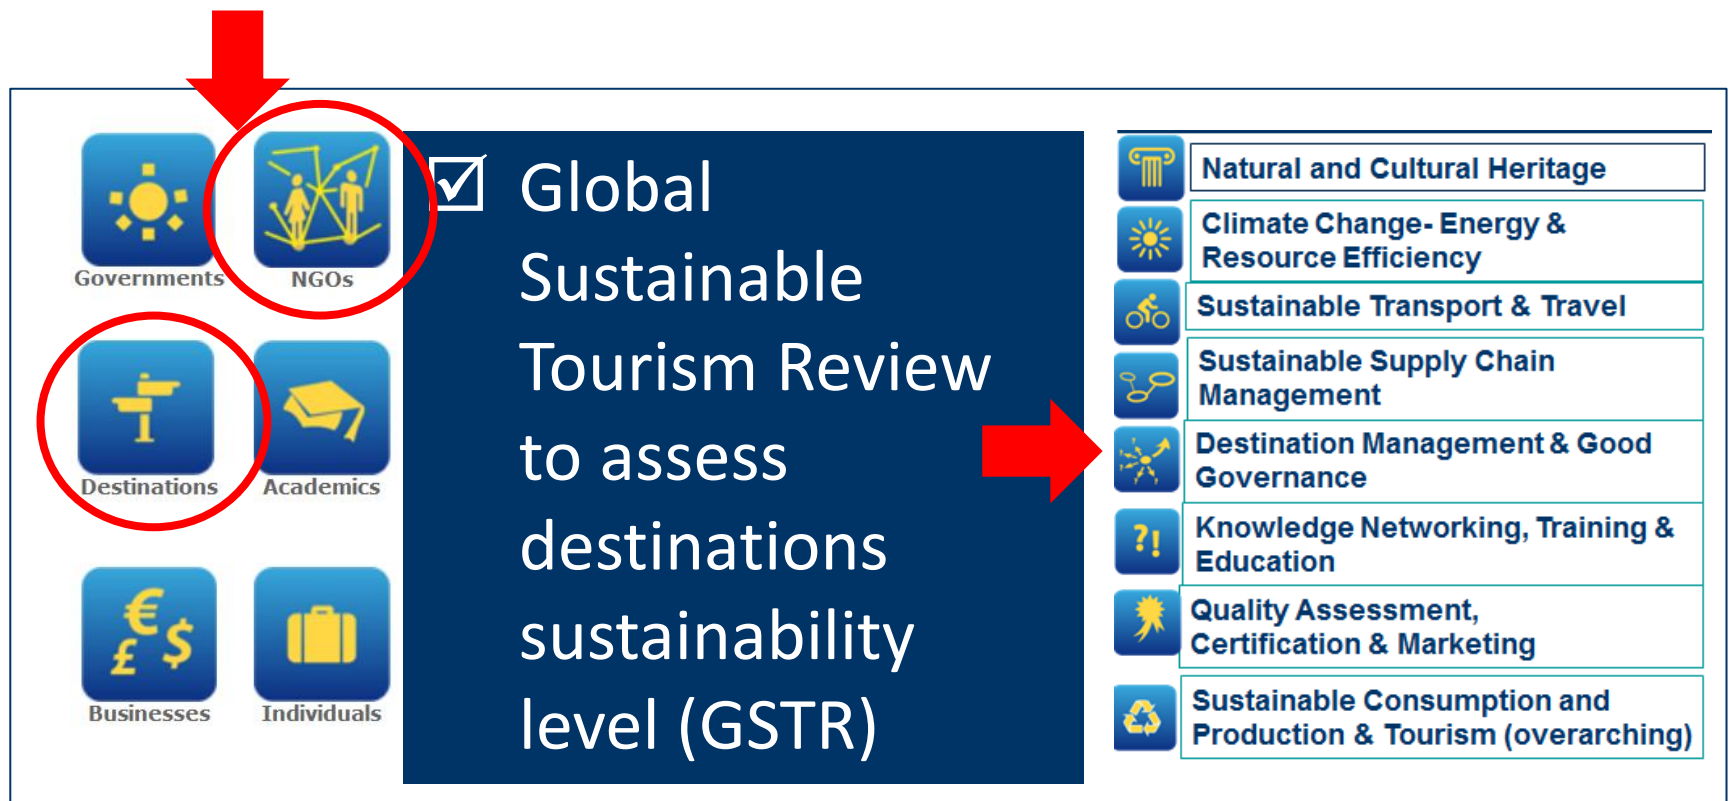 Governments
NGOs
Destinations
Academics
€
£ $
Businesses
Individuals
Global
Sustainable
Tourism Review
to assess
destinations
sustainability
level (GSTR)
Natural and Cultural Heritage
Climate Change- Energy &
Resource Efficiency
Sustainable Transport & Travel
Sustainable Supply Chain
Management
Destination Management & Good
Governance
?!
Knowledge Networking, Training &
Education
Quality Assessment,
Certification & Marketing
Sustainable Consumption and
Production & Tourism (overarching)